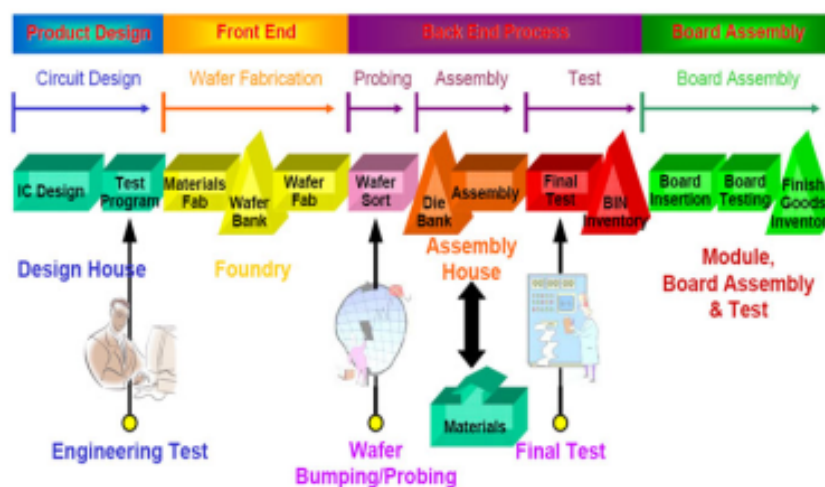 Product Design
Front End
Back End Process
Board Assembly
Circuit Design
Wafer Fabrication
Probing
Assembly
Test
Board Assembly
IC Design
Test
Program
Materials
Fab
Wafer
Bank
Wafer
Fab
Wafer
Sort
Die
Bank
Assembly
Final
Test
BIN
Inventory
Board
Insertion
Board
Testing
Finish
Goods
Inventor
Design House
Foundry
Assembly
House
Module,
Board Assembly
& Test
Materials
Engineering Test
Wafer
Bumping/Probing
Final Test